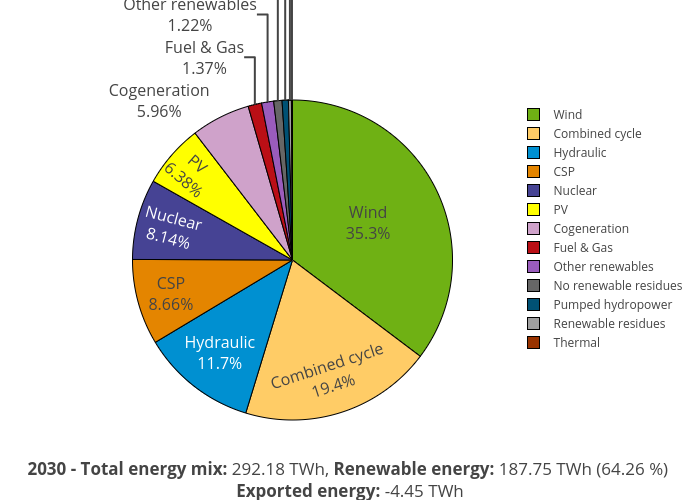 Other renewables
1.22%
Fuel & Gas
1.37%
Cogeneration
5.96%
PV
6.38%
Nuclear
8.14%
CSP
8.66%
Hydraulic
11.7%
Combined cycle
19.4%
Wind
35.3%
Wind
Combined cycle
Hydraulic
CSP
Nuclear
PV
Cogeneration
Fuel & Gas
Other renewables
No renewable residues
Pumped hydropower
Renewable residues
Thermal
2030 - Total energy mix: 292.18 TWh, Renewable energy: 187.75 TWh (64.26 %)
Exported energy: -4.45 TWh